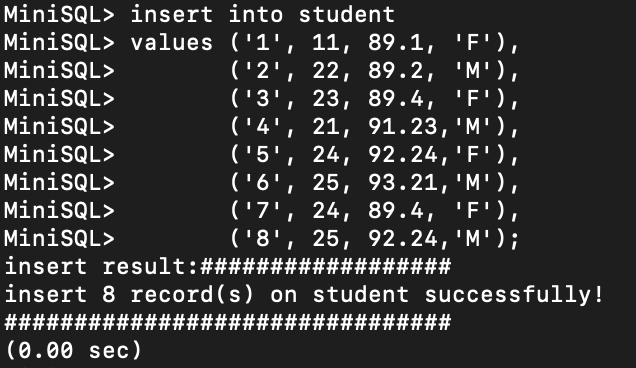 MiniSQL> insert into student
MiniSQL> values ('1', 11, 89.1, 'F'),
MiniSQL>        ('2', 22, 89.2, 'M'),
MiniSQL>        ('3', 23, 89.4, 'F'),
MiniSQL>        ('4', 21, 91.23,'M'),
MiniSQL>        ('5', 24, 92.24,'F'),
MiniSQL>        ('6', 25, 93.21,'M'),
MiniSQL>        ('7', 24, 89.4, 'F'),
MiniSQL>        ('8', 25, 92.24,'M');
insert result:##################
insert 8 record(s) on student successfully!
################################
(0.00 sec)